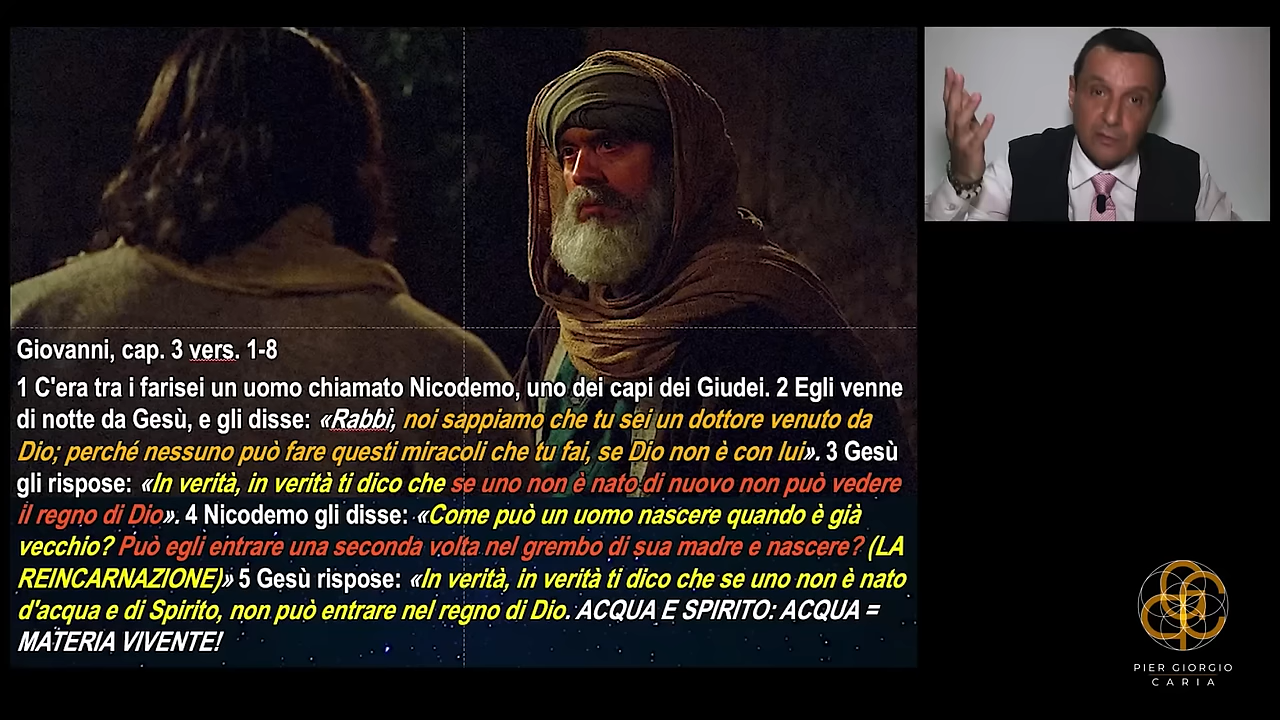 Giovanni, cap. 3 vers. 1-8
1 C'era tra i farisei un uomo chiamato Nicodemo, uno dei capi dei Giudei. 2 Egli venne
di notte da Gesù, e gli disse: «Rabbì, noi sappiamo che tu sei un dottore venuto da
Dio; perché nessuno può fare questi miracoli che tu fai, se Dio non è con lui». 3 Gesù
gli rispose: «In verità, in verità ti dico che se uno non è nato di nuovo non può vedere
il regno di Dio». 4 Nicodemo gli disse: «Come può un uomo nascere quando è già
vecchio? Può egli entrare una seconda volta nel grembo di sua madre e nascere? (LA
REINCARNAZIONE)» 5 Gesù rispose: «In verità, in verità ti dico che se uno non è nato
d'acqua e di Spirito, non può entrare nel regno di Dio. ACQUA E SPIRITO: ACQUA =
MATERIA VIVENTE!
PIER GIORGIO
CARIA